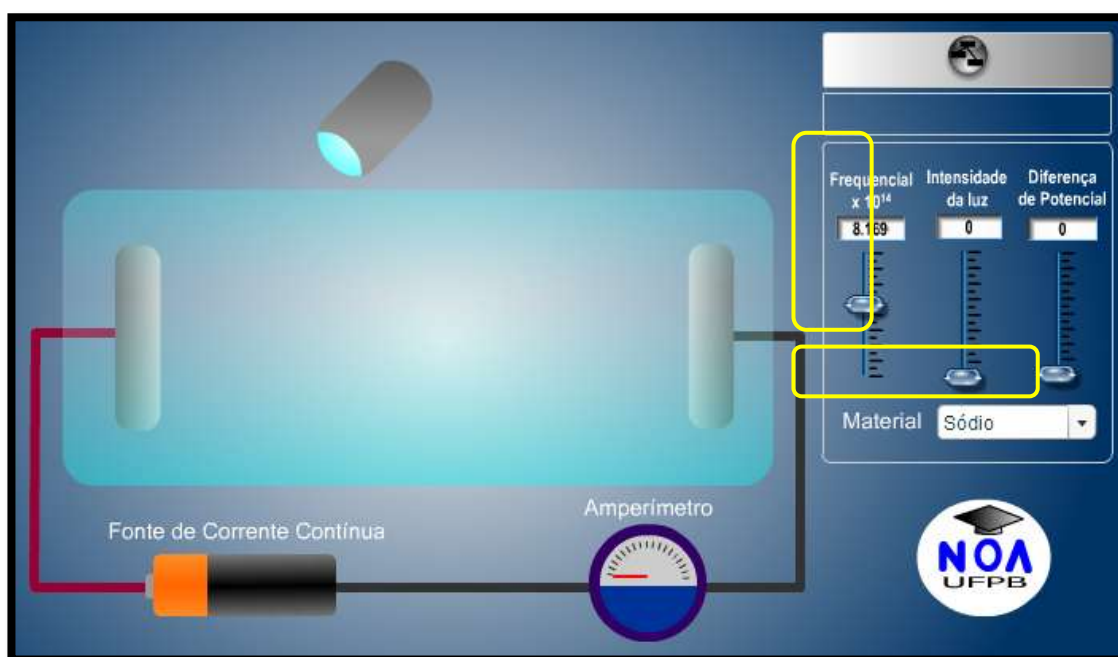 Frequencial
x 10¹⁴
8.169
Intensidade
da luz
0
Diferença
de Potencial
0
Material
Sódio
Amperímetro
Fonte de Corrente Contínua
NOA
UFPB